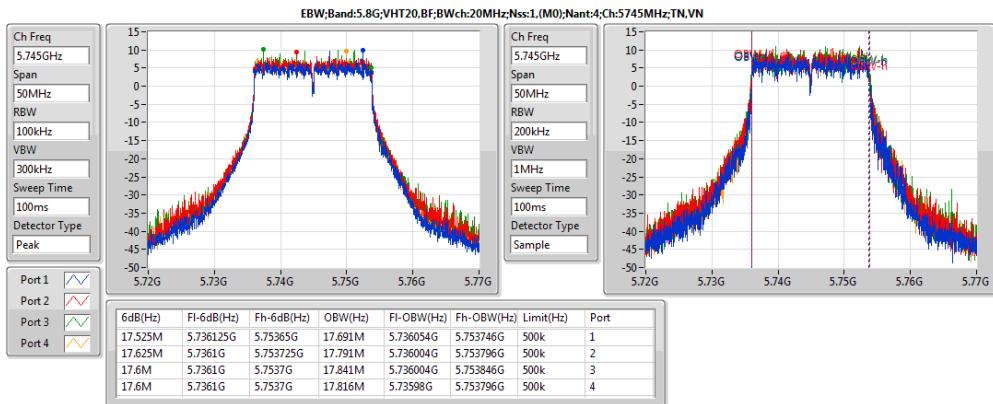 EBW;Band:5.8G;VHT20,BF;BWch:20MHz;Nss:1,(M0);Nant:4;Ch:5745MHz;TN,VN
Ch Freq
5.745GHz
Span
50MHz
RBW
100kHz
VBW
300kHz
Sweep Time
100ms
Detector Type
Peak
15
10
5
0
-5
-10
-15
-20
-25
-30
-35
-40
-45
-50
5.72G 5.73G 5.74G 5.75G 5.76G 5.77G
Ch Freq
5.745GHz
Span
50MHz
RBW
200kHz
VBW
1MHz
Sweep Time
100ms
Detector Type
Sample
15
10
5
0
-5
-10
-15
-20
-25
-30
-35
-40
-45
-50
5.72G 5.73G 5.74G 5.75G 5.76G 5.77G
Port 1
Port 2
Port 3
Port 4
6dB(Hz) Fl-6dB(Hz) Fh-6dB(Hz) OBW(Hz) Fl-OBW(Hz) Fh-OBW(Hz) Limit(Hz) Port
17.525M 5.736125G 5.75365G 17.691M 5.736054G 5.753746G 500k 1
17.625M 5.7361G 5.753725G 17.791M 5.736004G 5.753796G 500k 2
17.6M 5.7361G 5.7537G 17.841M 5.736004G 5.753846G 500k 3
17.6M 5.7361G 5.7537G 17.816M 5.73598G 5.753796G 500k 4